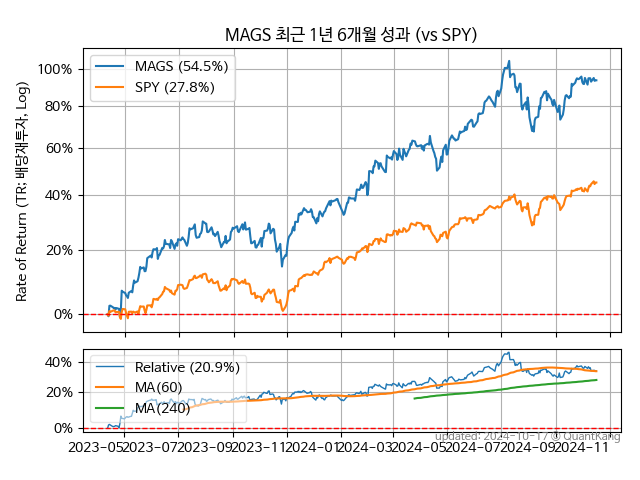 MAGS 최근 1년 6개월 성과 (vs SPY)
Rate of Return (TR: 배당재투자, Log)
100%
80%
60%
40%
20%
0%
MAGS (54.5%)
SPY (27.8%)
40%
20%
0%
Relative (20.9%)
MA(60)
MA(240)
2023-05
2023-07
2023-09
2023-11
2024-01
2024-03
2024-05
2024-07
2024-09
2024-11
updated: 2024-10-17 @ QuantKang